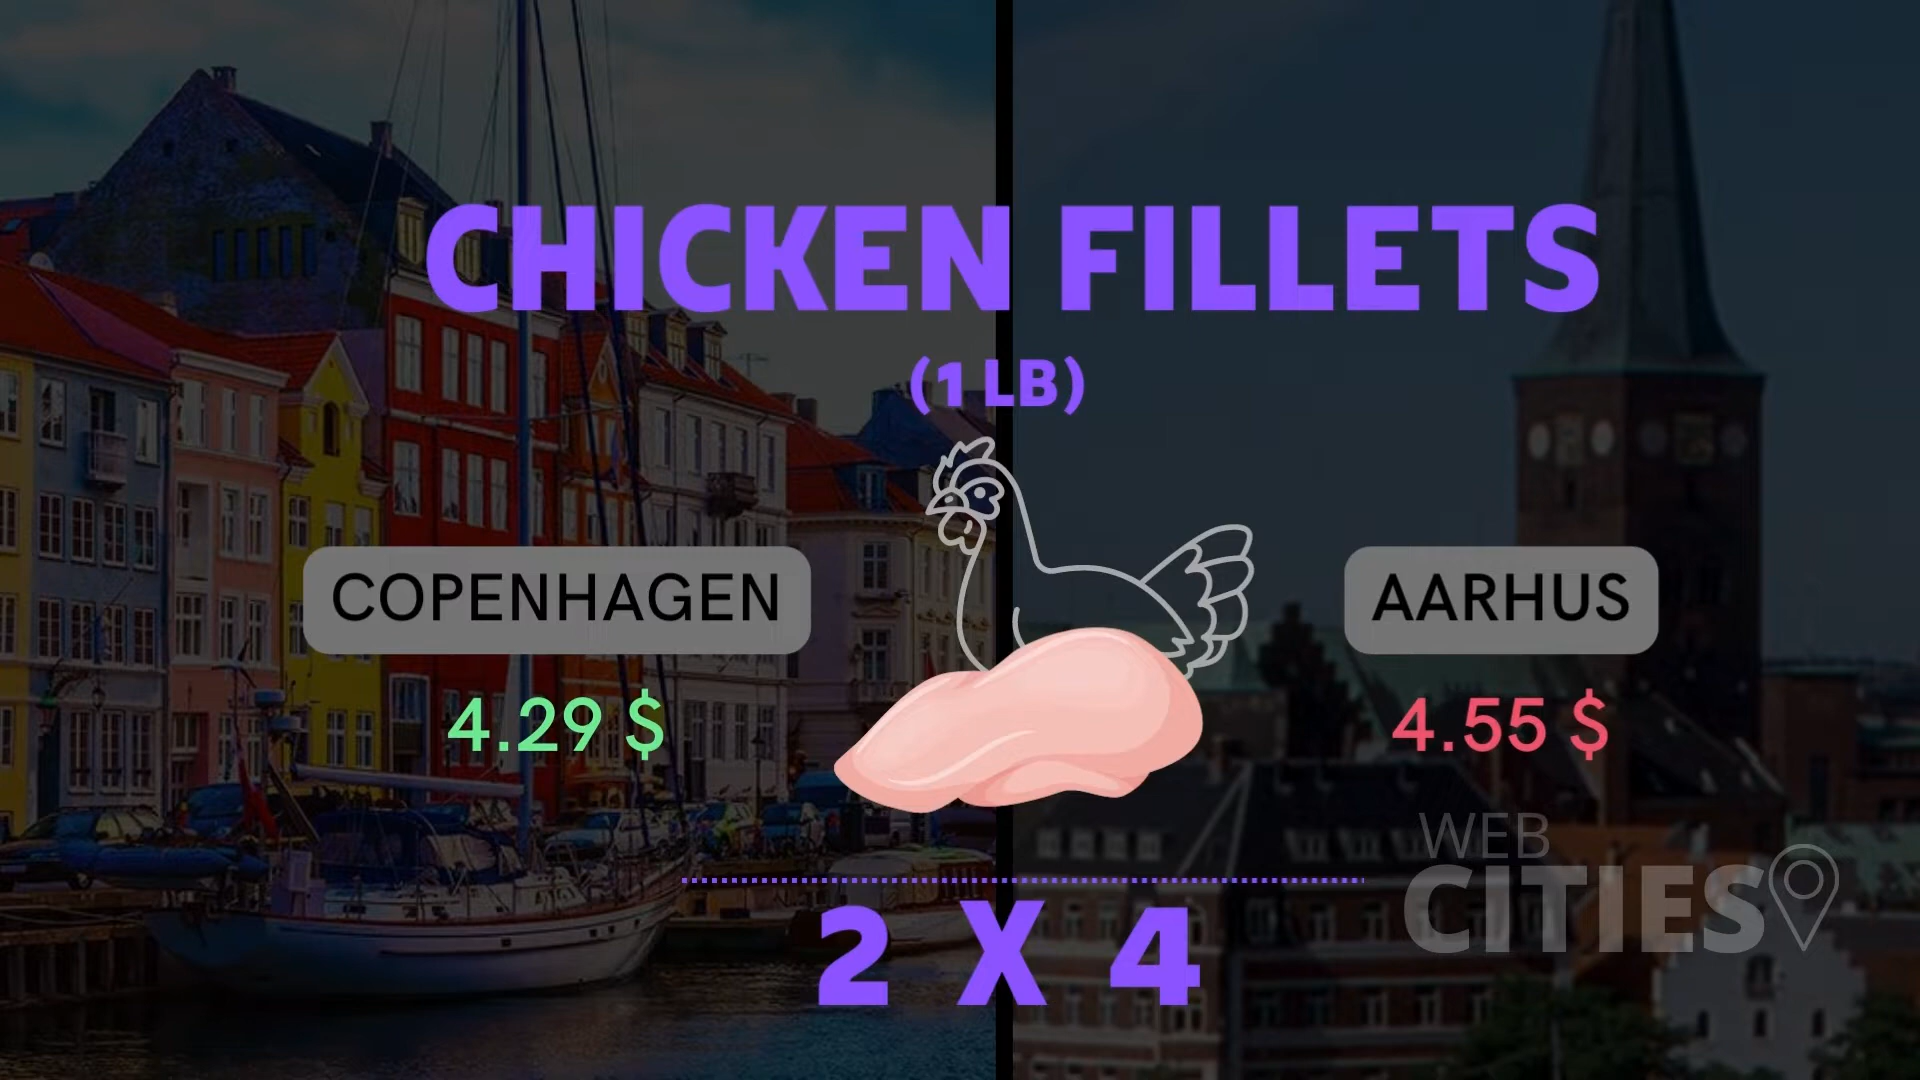 CHICKEN FILLETS
(1 LB)
COPENHAGEN
AARHUS
4.29 $
4.55 $
WEB
CITIES
2 X 4